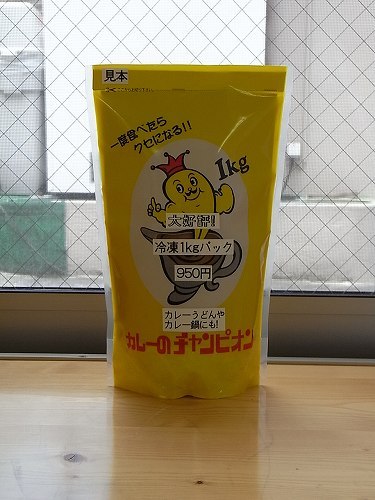 見本
一度食べたら
クセになる!!
1kg
大好評!
冷凍1kgパック
950円
カレーうどんや
カレー鍋にも!
カレーのチャンピオン